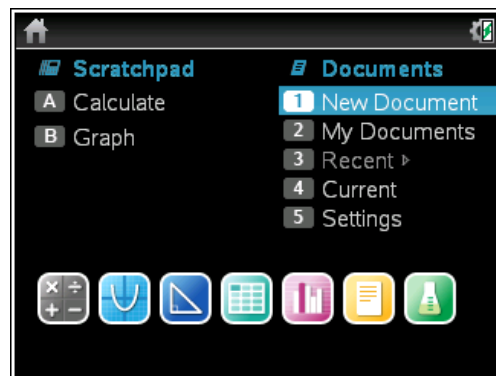 Scratchpad
A Calculate
B Graph
Documents
1 New Document
2 My Documents
3 Recent ▸
4 Current
5 Settings